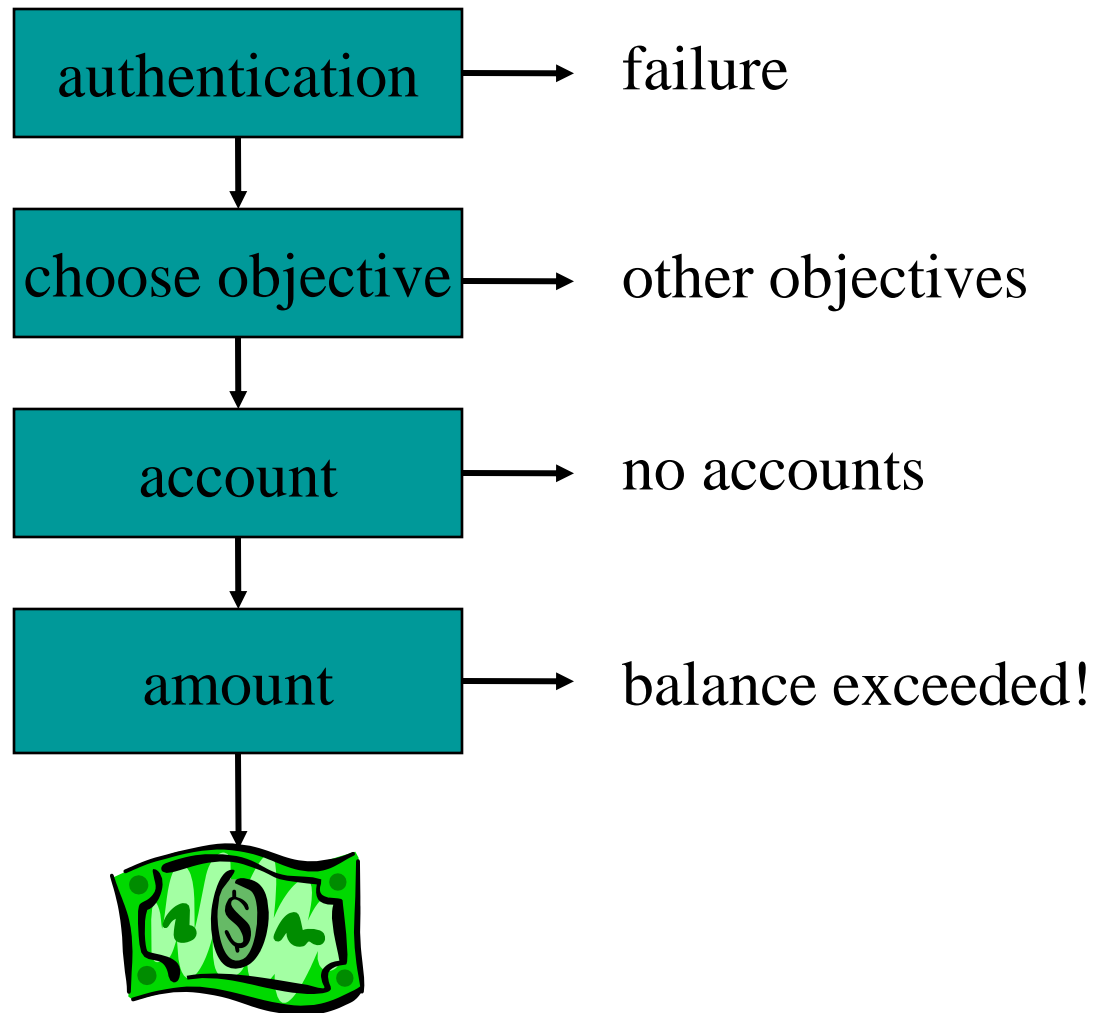 authentication
failure
choose objective
other objectives
account
no accounts
amount
balance exceeded!
$